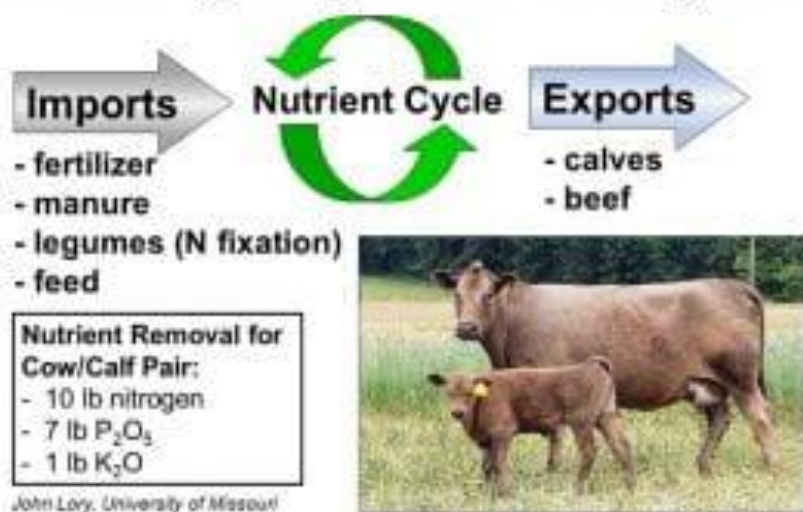 Imports
Nutrient Cycle
Exports
- fertilizer
- manure
- legumes (N fixation)
- feed
- calves
- beef
Nutrient Removal for
Cow/Calf Pair:
- 10 lb nitrogen
- 7 lb P₂O₅
- 1 lb K₂O
John Lory, University of Missouri